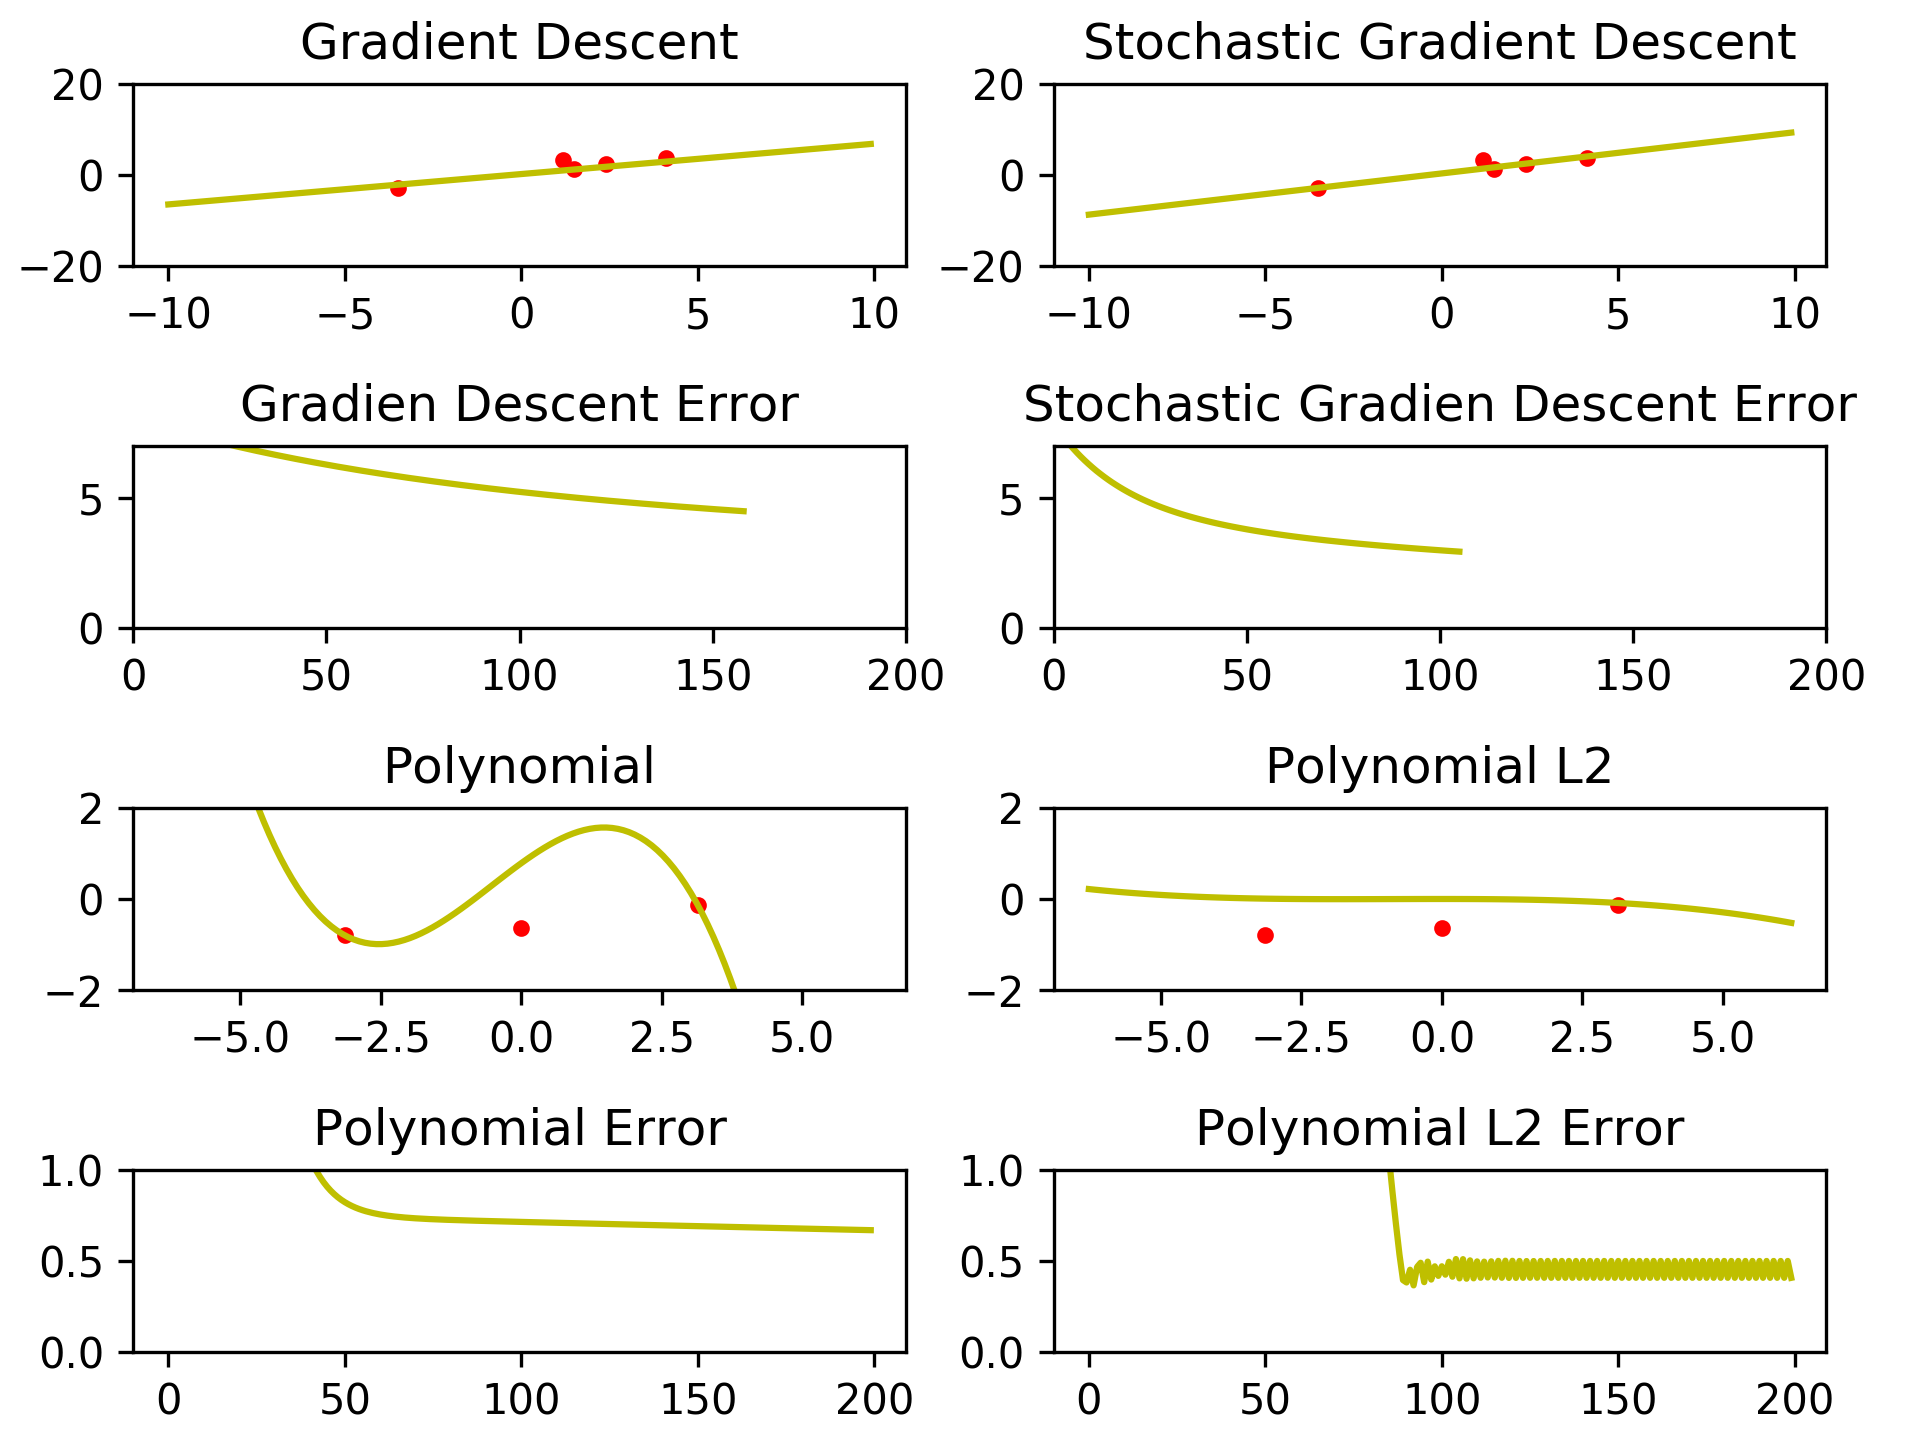 Gradient Descent
20
0
−20
−10 −5 0 5 10
Stochastic Gradient Descent
20
0
−20
−10 −5 0 5 10
Gradien Descent Error
5
0
0 50 100 150 200
Stochastic Gradien Descent Error
5
0
0 50 100 150 200
Polynomial
2
0
−2
−5.0 −2.5 0.0 2.5 5.0
Polynomial L2
2
0
−2
−5.0 −2.5 0.0 2.5 5.0
Polynomial Error
1.0
0.5
0.0
0 50 100 150 200
Polynomial L2 Error
1.0
0.5
0.0
0 50 100 150 200